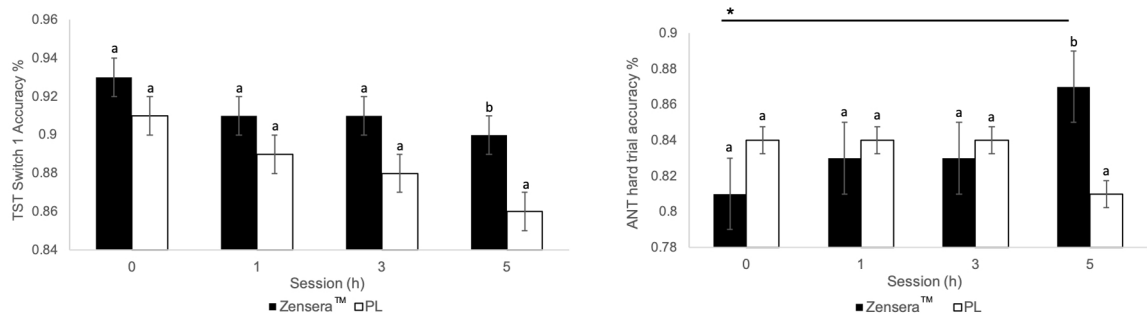 TST Switch 1 Accuracy %
0.96
0.94
0.92
0.9
0.88
0.86
0.84
a
a
a
a
a
a
b
a
0
1
3
5
Session (h)
Zensera™
PL
ANT hard trial accuracy %
*
0.9
0.88
0.86
0.84
0.82
0.8
0.78
a
a
a
a
a
a
b
a
0
1
3
5
Session (h)
Zensera™
PL